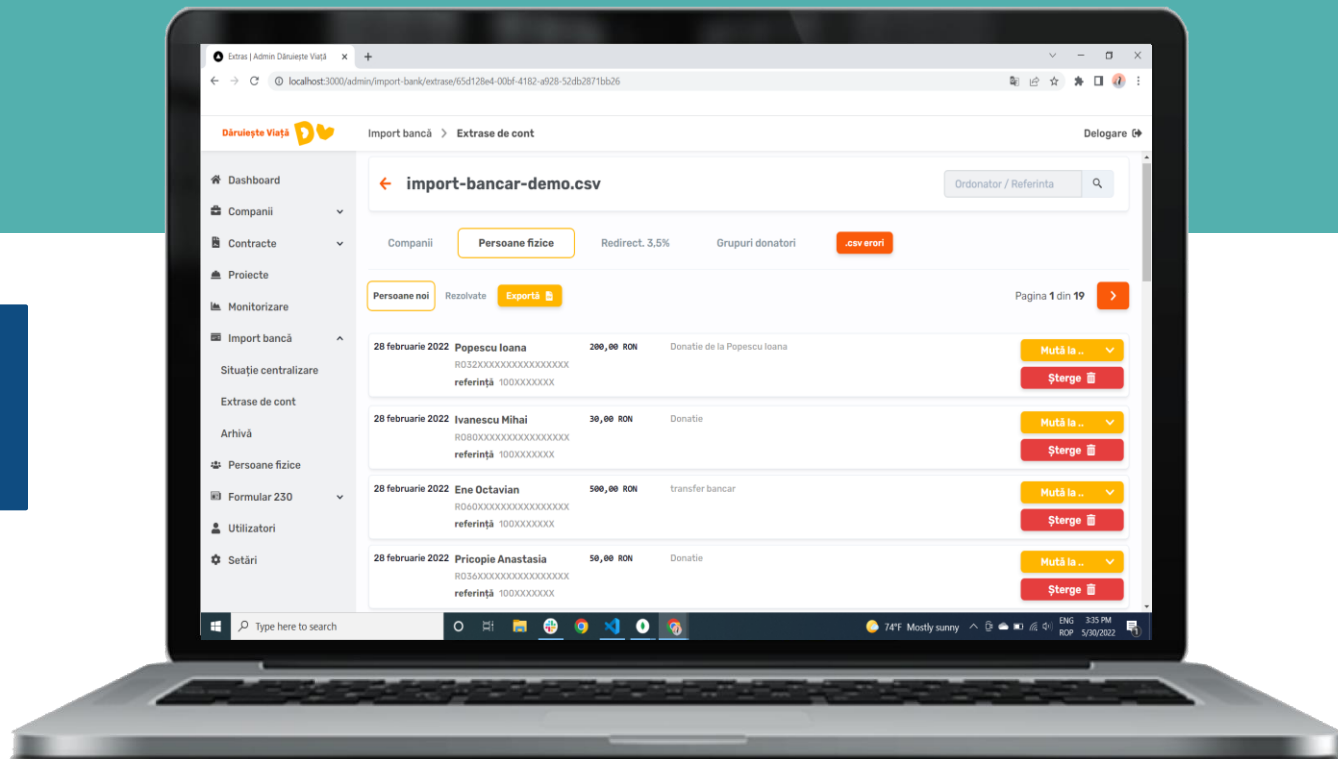 Extras | Admin Dăruiește Viață
localhost:3000/admin/import-bank/extrase/65d128e4-00bf-4182-a928-52db2871bb26
Dăruiește Viață
Import bancă > Extrase de cont
Delogare
Dashboard
Companii
Contracte
Proiecte
Monitorizare
Import bancă
Situație centralizare
Extrase de cont
Arhivă
Persoane fizice
Formular 230
Utilizatori
Setări
import-bancar-demo.csv
Ordonator / Referinta
Companii Persoane fizice Redirect. 3,5% Grupuri donatori .csv erori
Persoane noi Rezolvate Exportă
Pagina 1 din 19
28 februarie 2022 Popescu Ioana 200,00 RON Donatie de la Popescu Ioana Mută la ..
RO32XXXXXXXXXXXXXXXX
referință 100XXXXXXX Șterge
28 februarie 2022 Ivanescu Mihai 30,00 RON Donatie Mută la ..
RO80XXXXXXXXXXXXXXXX
referință 100XXXXXXX Șterge
28 februarie 2022 Ene Octavian 500,00 RON transfer bancar Mută la ..
RO60XXXXXXXXXXXXXXXX
referință 100XXXXXXX Șterge
28 februarie 2022 Pricopie Anastasia 50,00 RON Donatie Mută la ..
RO36XXXXXXXXXXXXXXXX
referință 100XXXXXXX Șterge
Type here to search
74°F Mostly sunny
ENG
ROP
3:35 PM
5/30/2022